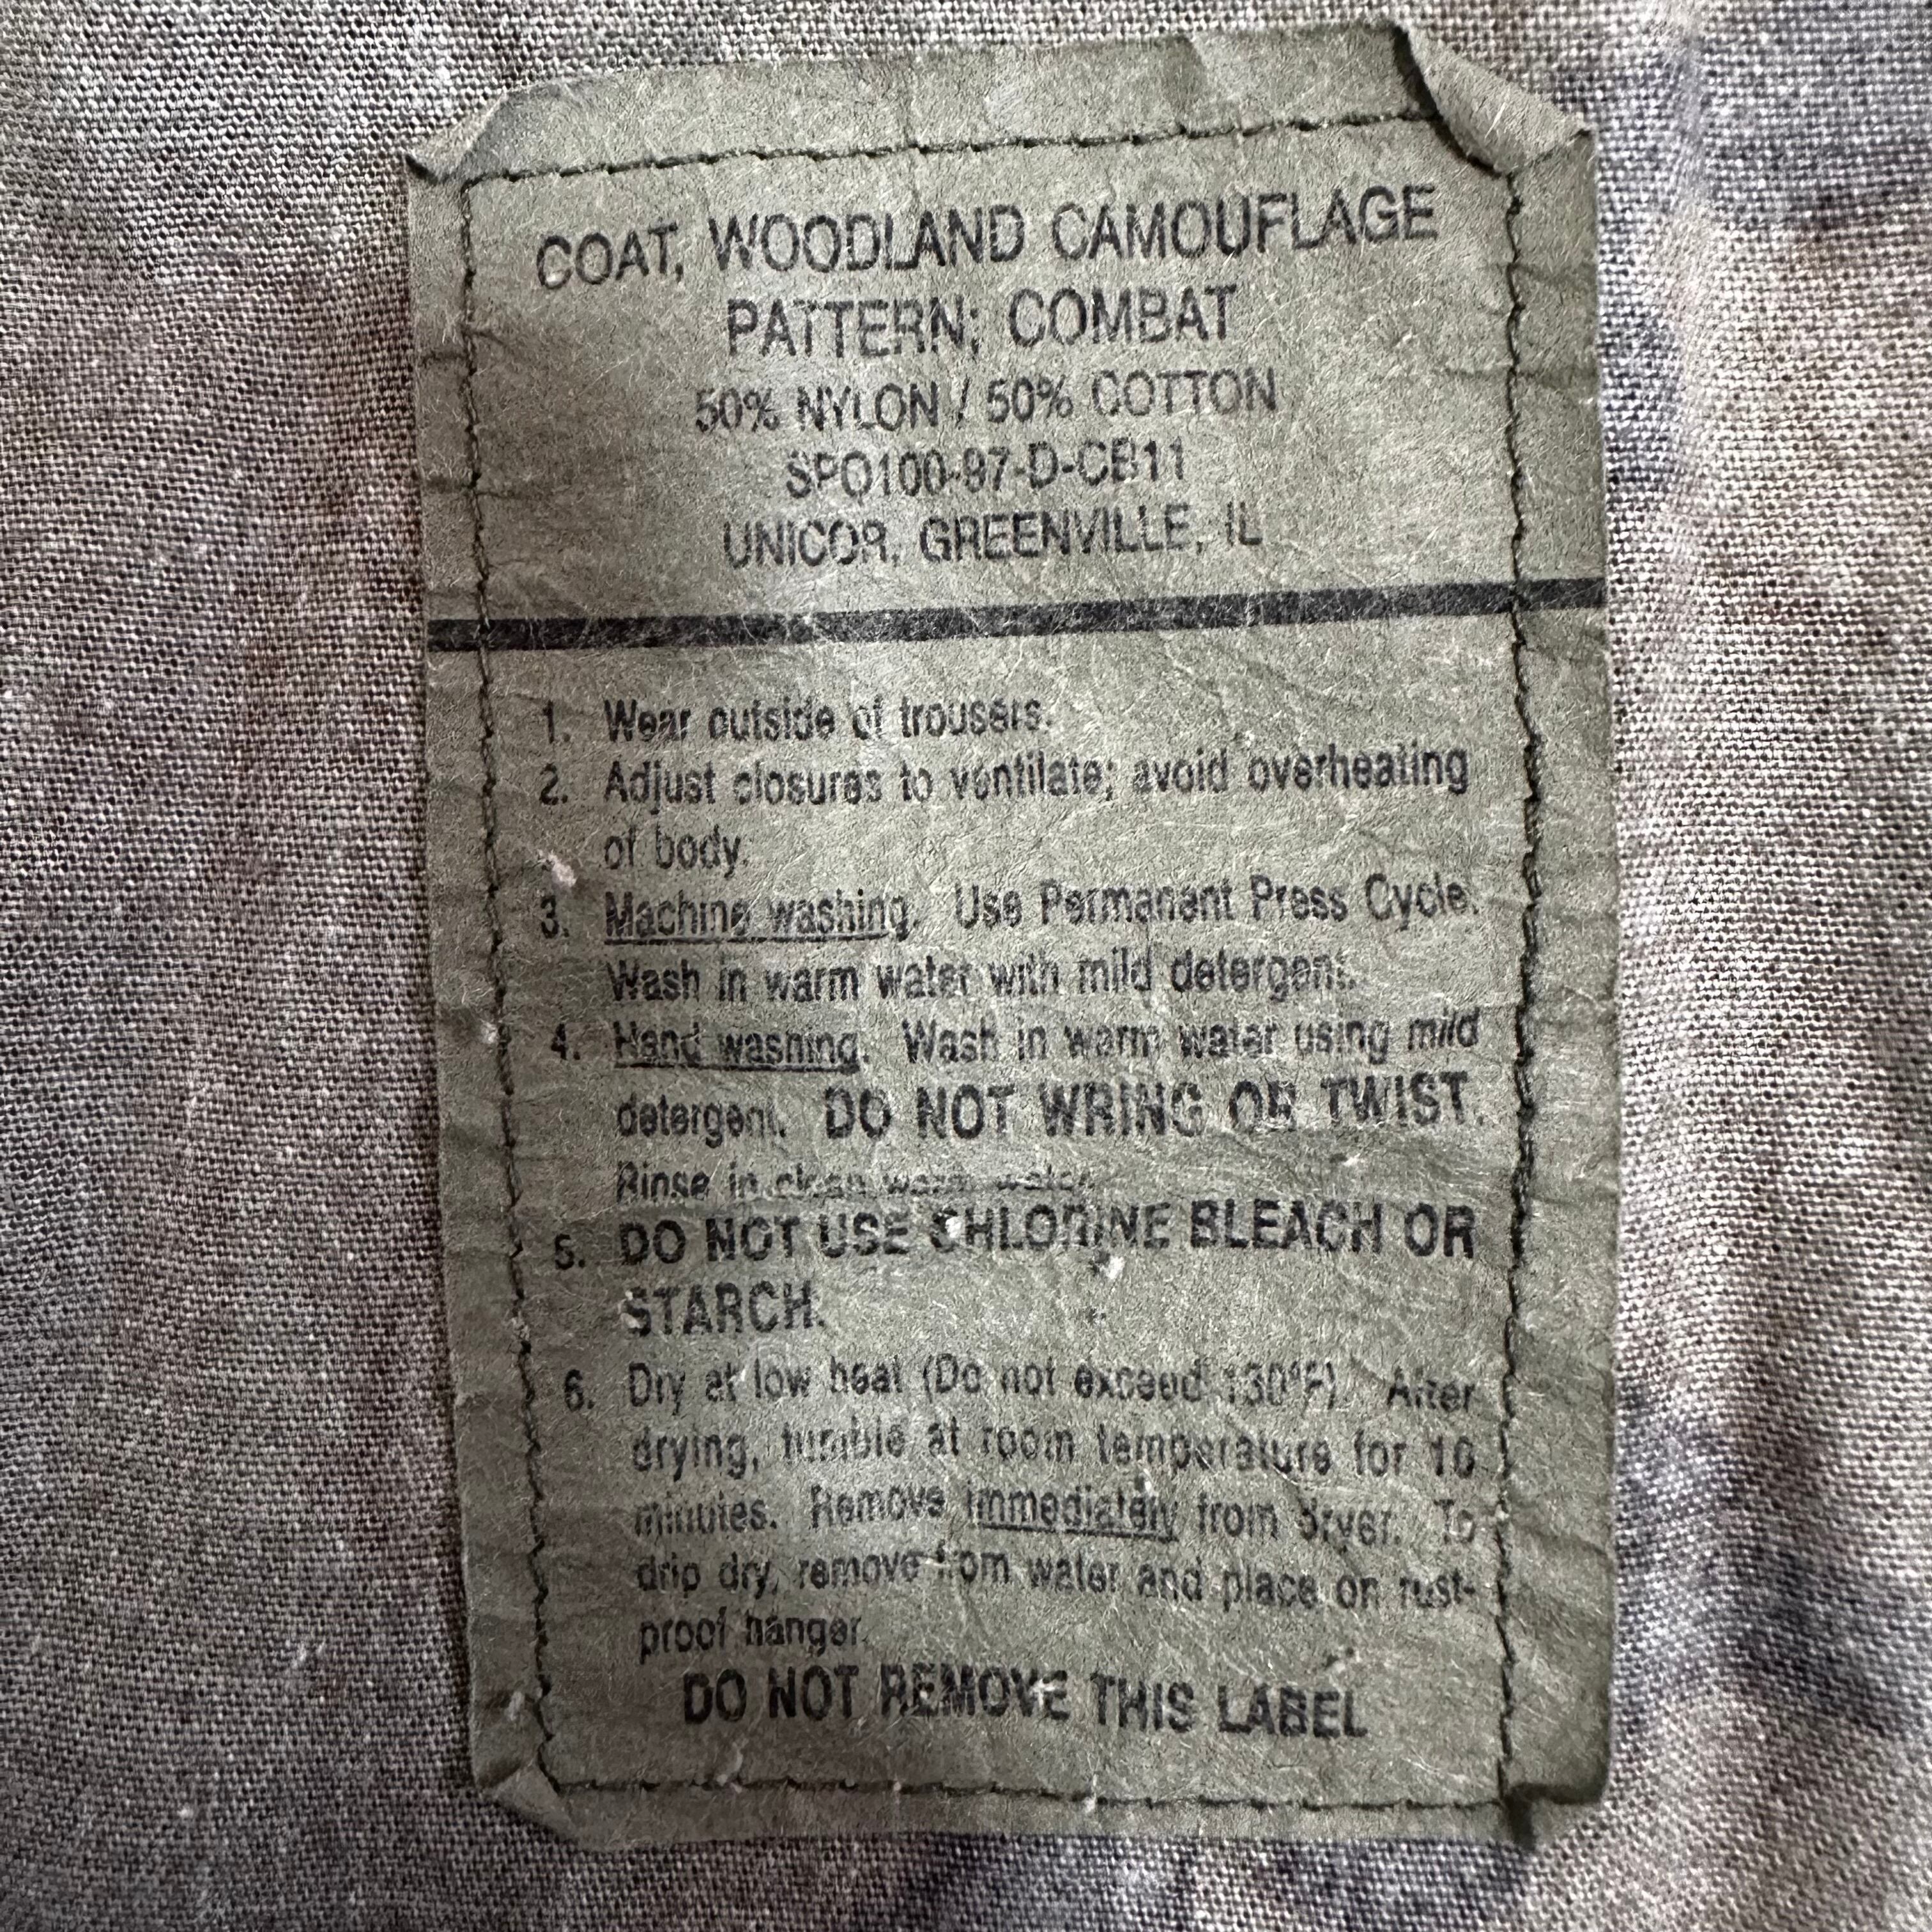 COAT, WOODLAND CAMOUFLAGE
PATTERN; COMBAT
50% NYLON / 50% COTTON
SPO100-97-D-CB11
UNICOR, GREENVILLE, IL
1. Wear outside of trousers.
2. Adjust closures to ventilate; avoid overheating
of body.
3. Machine washing. Use Permanent Press Cycle.
Wash in warm water with mild detergent.
4. Hand washing. Wash in warm water using mild
detergent. DO NOT WRING OR TWIST.
Rinse in clean warm water.
5. DO NOT USE CHLORINE BLEACH OR
STARCH.
6. Dry at low heat (Do not exceed 130°F). After
drying, tumble at room temperature for 10
minutes. Remove immediately from dryer. To
drip dry, remove from water and place on rust-
proof hanger.
DO NOT REMOVE THIS LABEL